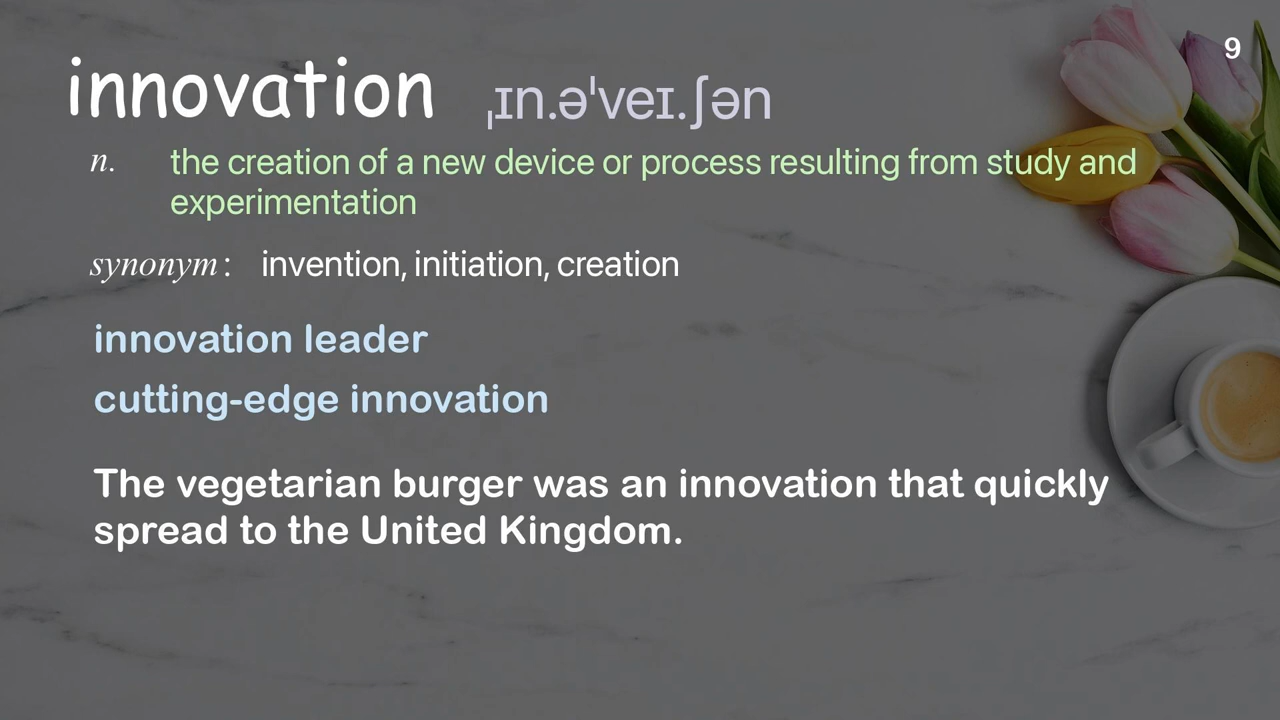 9
innovation ˌɪn.əˈveɪ.ʃən
n. the creation of a new device or process resulting from study and
experimentation
synonym: invention, initiation, creation
innovation leader
cutting-edge innovation
The vegetarian burger was an innovation that quickly
spread to the United Kingdom.